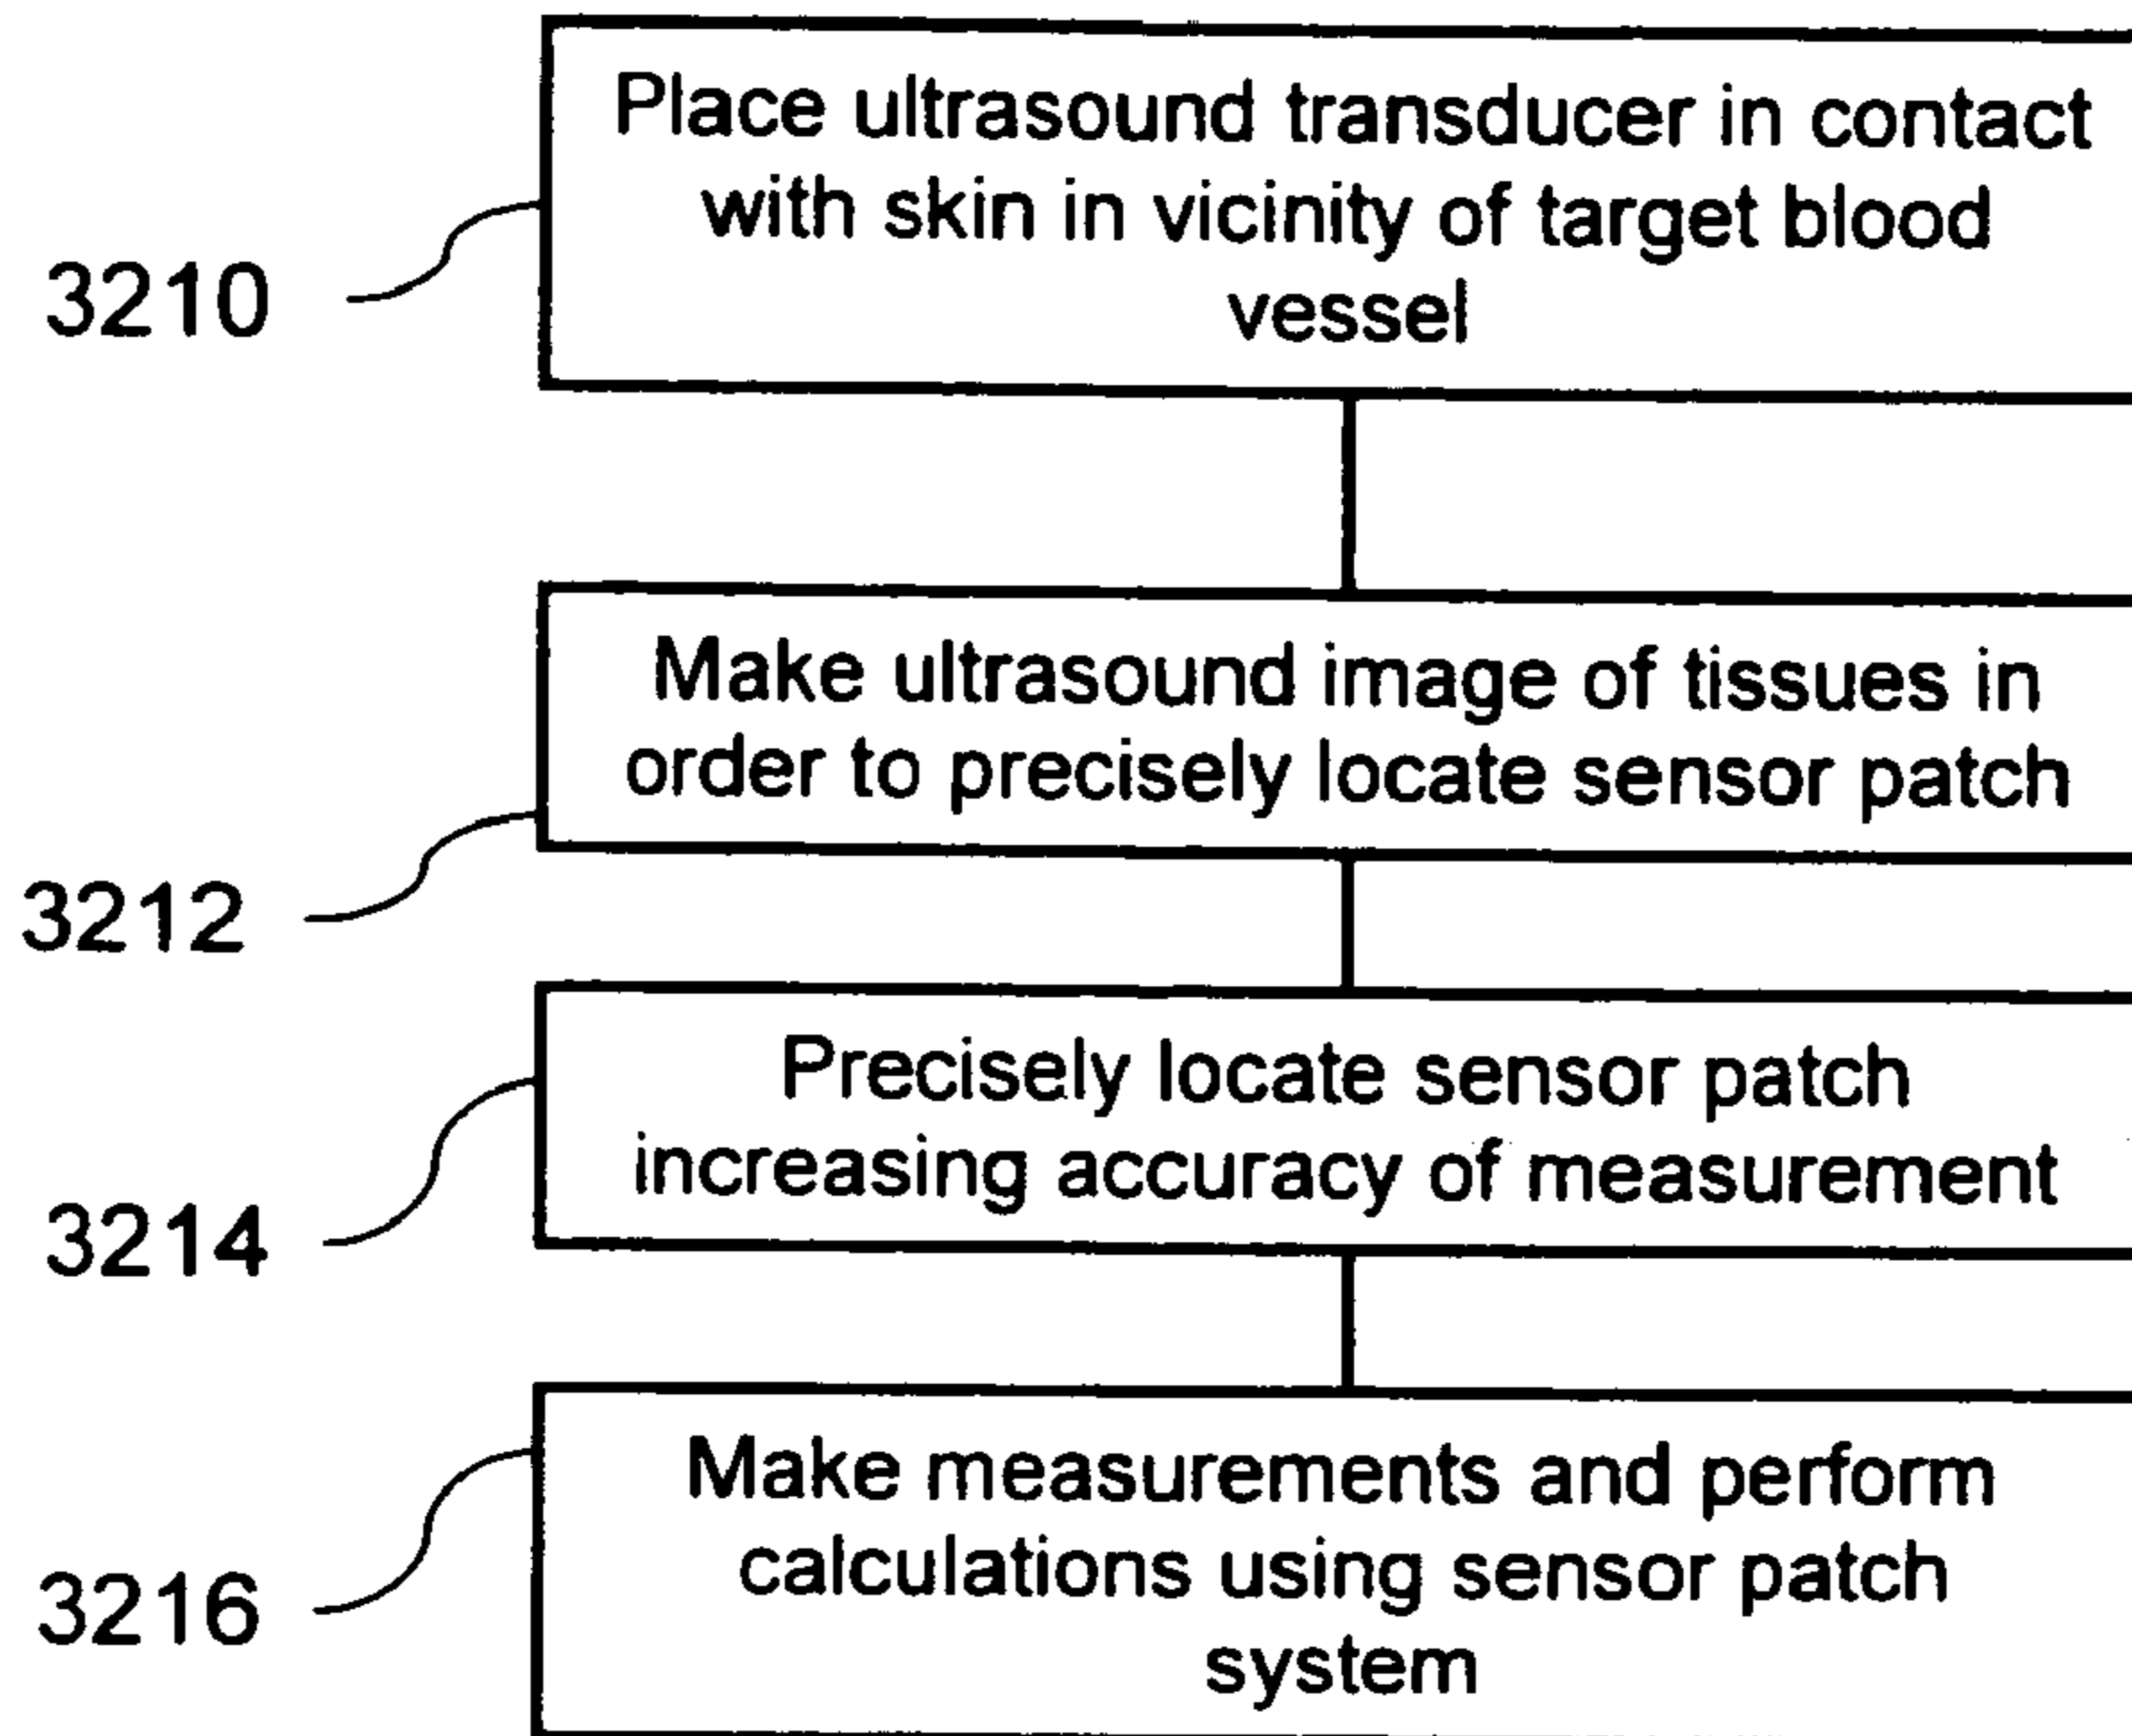 Place ultrasound transducer in contact
with skin in vicinity of target blood
vessel
3210
Make ultrasound image of tissues in
order to precisely locate sensor patch
3212
Precisely locate sensor patch
increasing accuracy of measurement
3214
Make measurements and perform
calculations using sensor patch
system
3216